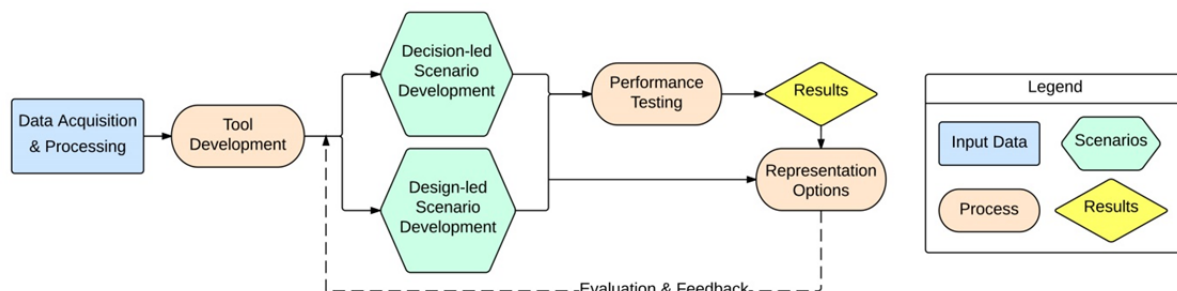 Data Acquisition
& Processing
Tool
Development
Decision-led
Scenario
Development
Design-led
Scenario
Development
Performance
Testing
Results
Representation
Options
Evaluation & Feedback
Legend
Input Data
Scenarios
Process
Results